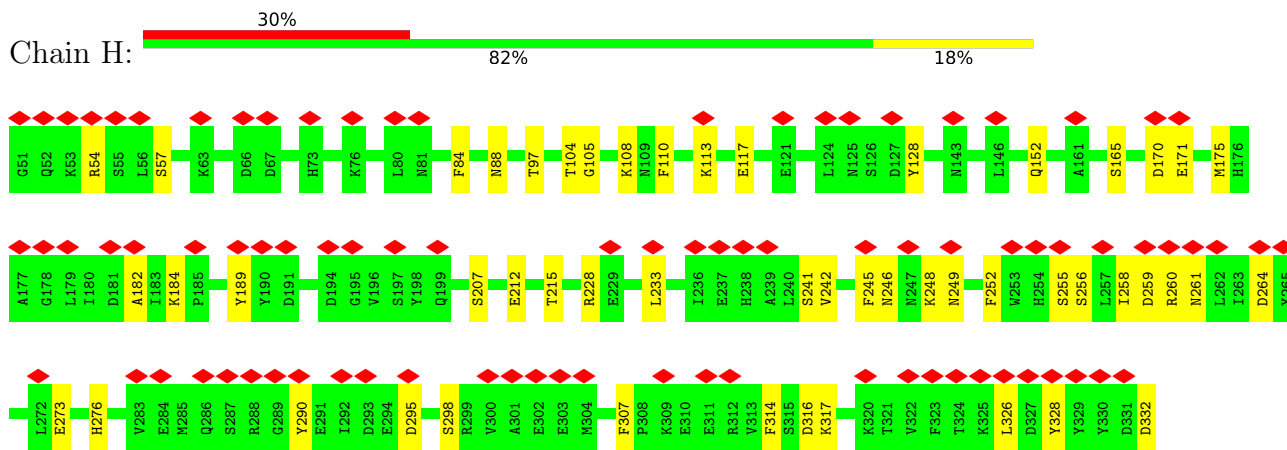 30%
Chain H:
82% 18%
G51 Q52 K53 R54 S55 L56 S57 K63 D66 D67 H73 K76 L80 N81 F84 N88 T97 T104 G105 K108 N109 F110 K113 E117 E121 L124 N125 S126 D127 Y128 N143 L146 Q152 A161 S165 D170 E171 M175 H176
A177 G178 L179 I180 D181 A182 I183 K184 P185 Y189 Y190 D191 D194 G195 V196 S197 Y198 Q199 S207 E212 T215 R228 E229 L233 I236 E237 H238 A239 L240 S241 V242 F245 N246 N247 K248 N249 F252 W253 H254 S255 S256 L257 I258 D259 R260 N261 L262 I263 D264
L272 E273 H276 V283 E284 M285 Q286 S287 R288 G289 Y290 E291 I292 D293 E294 D295 S298 R299 V300 A301 E302 E303 M304 F307 P308 K309 E310 E311 R312 V313 F314 S315 D316 K317 K320 T321 V322 F323 T324 K325 L326 D327 Y328 Y329 Y330 D331 D332